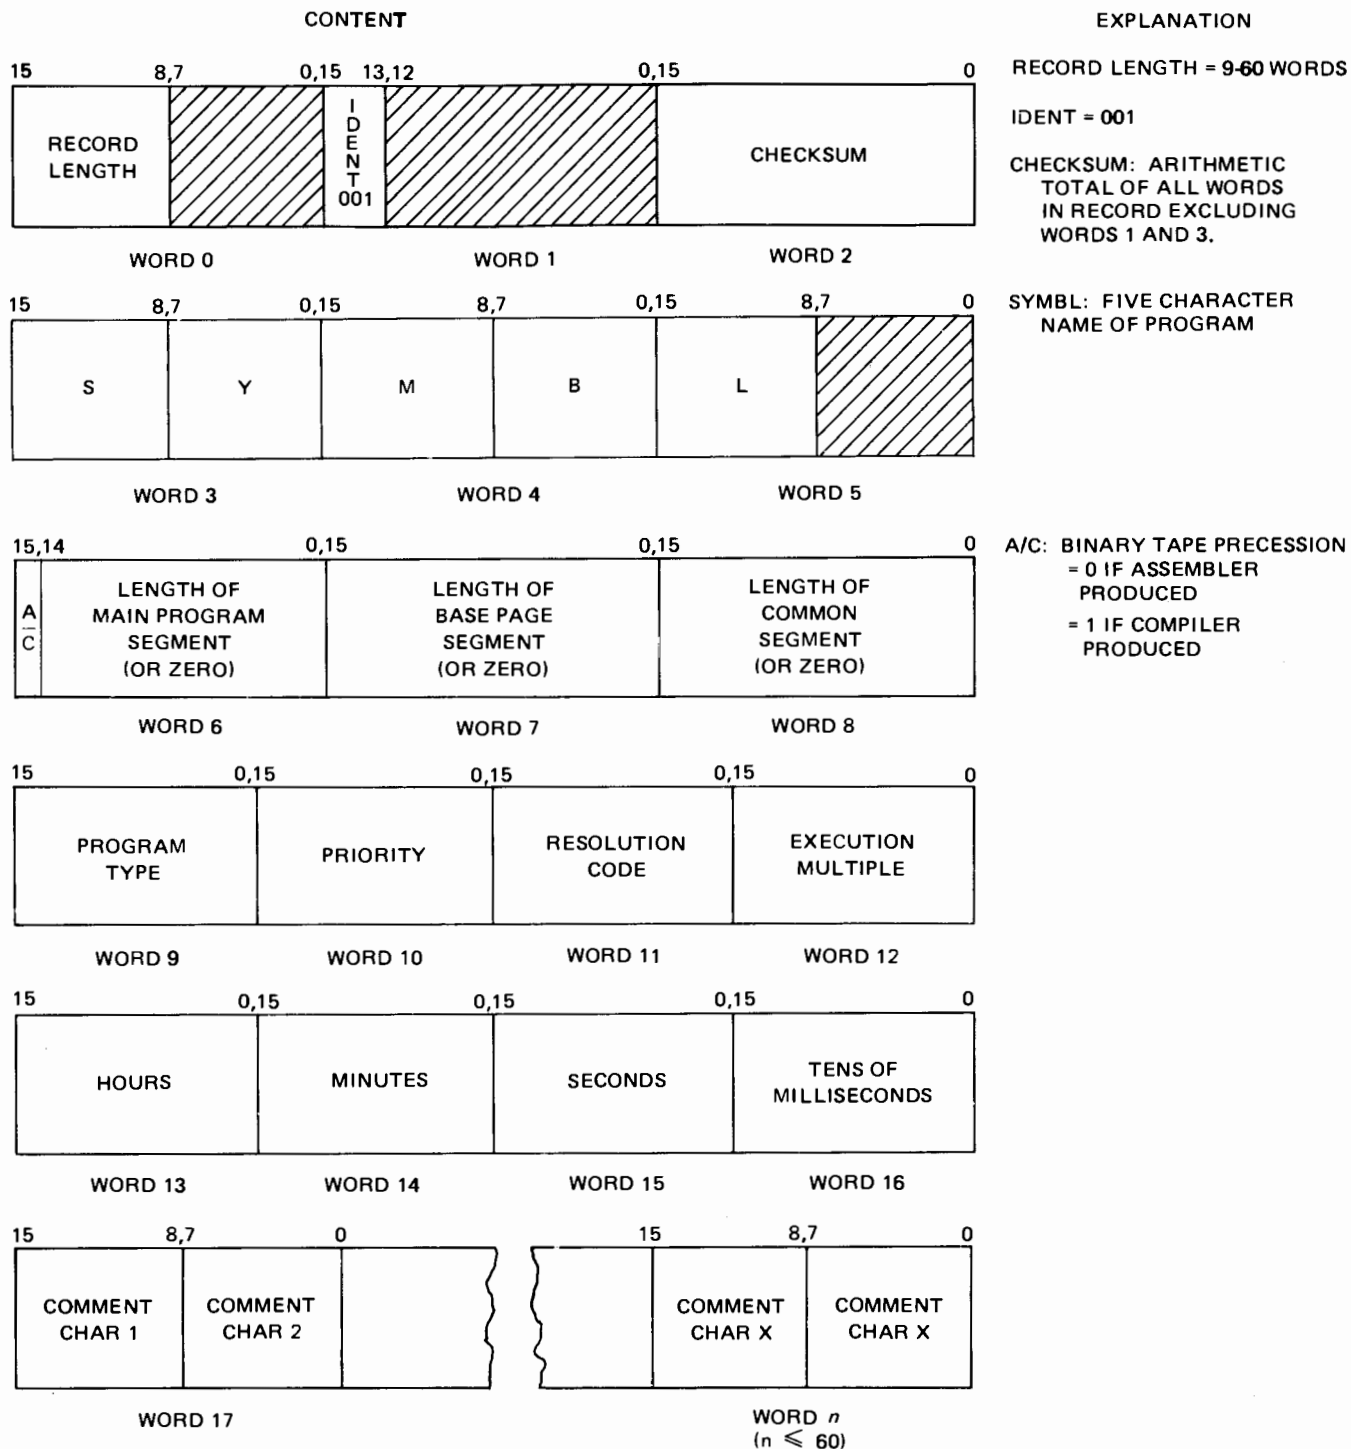 CONTENT
EXPLANATION
15 8,7 0,15 13,12 0,15 0
RECORD LENGTH = 9-60 WORDS
IDENT = 001
RECORD
LENGTH
I
D
E
N
T
001
CHECKSUM
CHECKSUM: ARITHMETIC
TOTAL OF ALL WORDS
IN RECORD EXCLUDING
WORDS 1 AND 3.
WORD 0 WORD 1 WORD 2
15 8,7 0,15 8,7 0,15 8,7 0
SYMBL: FIVE CHARACTER
NAME OF PROGRAM
S Y M B L
WORD 3 WORD 4 WORD 5
15,14 0,15 0,15 0
A/C: BINARY TAPE PRECESSION
= 0 IF ASSEMBLER
PRODUCED
= 1 IF COMPILER
PRODUCED
A
C
LENGTH OF
MAIN PROGRAM
SEGMENT
(OR ZERO)
LENGTH OF
BASE PAGE
SEGMENT
(OR ZERO)
LENGTH OF
COMMON
SEGMENT
(OR ZERO)
WORD 6 WORD 7 WORD 8
15 0,15 0,15 0,15 0
PROGRAM
TYPE
PRIORITY
RESOLUTION
CODE
EXECUTION
MULTIPLE
WORD 9 WORD 10 WORD 11 WORD 12
15 0,15 0,15 0,15 0
HOURS
MINUTES
SECONDS
TENS OF
MILLISECONDS
WORD 13 WORD 14 WORD 15 WORD 16
15 8,7 0 15 8,7 0
COMMENT
CHAR 1
COMMENT
CHAR 2
COMMENT
CHAR X
COMMENT
CHAR X
WORD 17
WORD n
(n ⩽ 60)